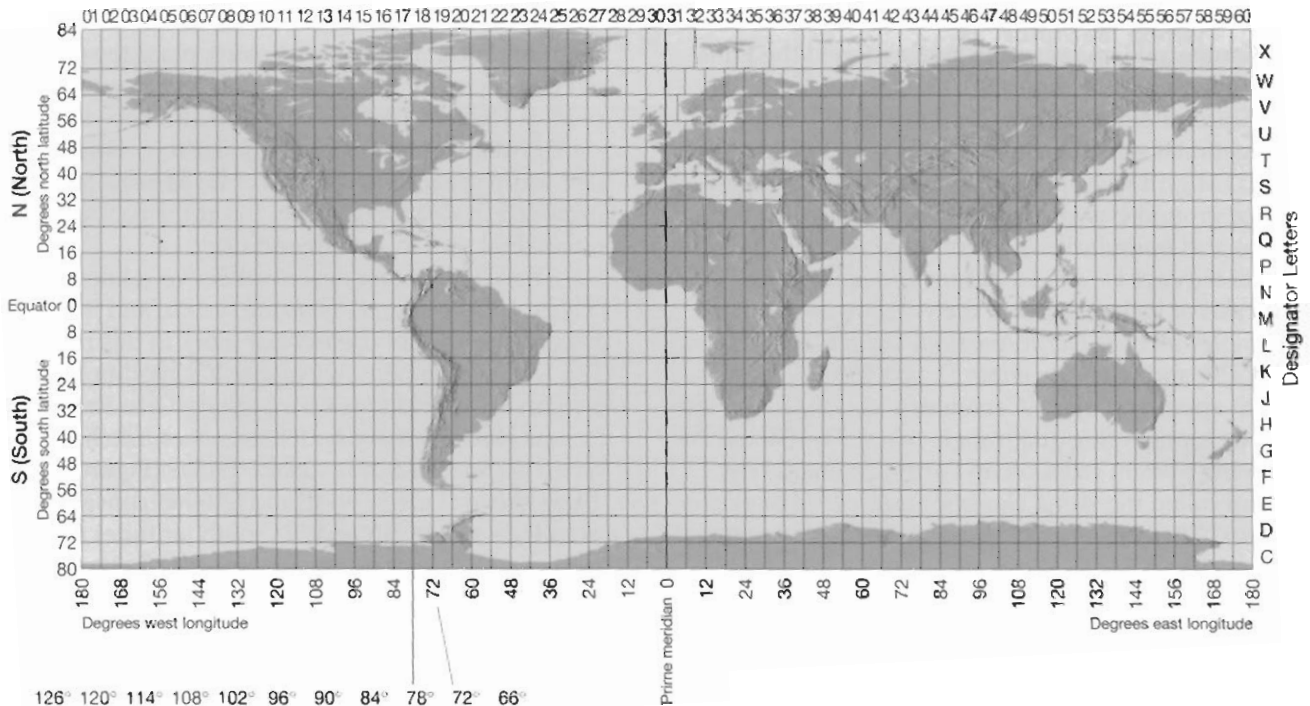 01 02 03 04 05 06 07 08 09 10 11 12 13 14 15 16 17 18 19 20 21 22 23 24 25 26 27 28 29 30 31 32 33 34 35 36 37 38 39 40 41 42 43 44 45 46 47 48 49 50 51 52 53 54 55 56 57 58 59 60
84
X
72
W
64
V
56
U
48
T
40
S
32
R
24
Q
16
P
8
N
Equator 0
M
8
L
16
K
24
J
32
H
40
G
48
F
56
E
64
D
72
C
80
N (North)
Degrees north latitude
S (South)
Degrees south latitude
Designator Letters
180 168 156 144 132 120 108 96 84 72 60 48 36 24 12 0 12 24 36 48 60 72 84 96 108 120 132 144 156 168 180
Degrees west longitude
Prime meridian
Degrees east longitude
126° 120° 114° 108° 102° 96° 90° 84° 78° 72° 66°